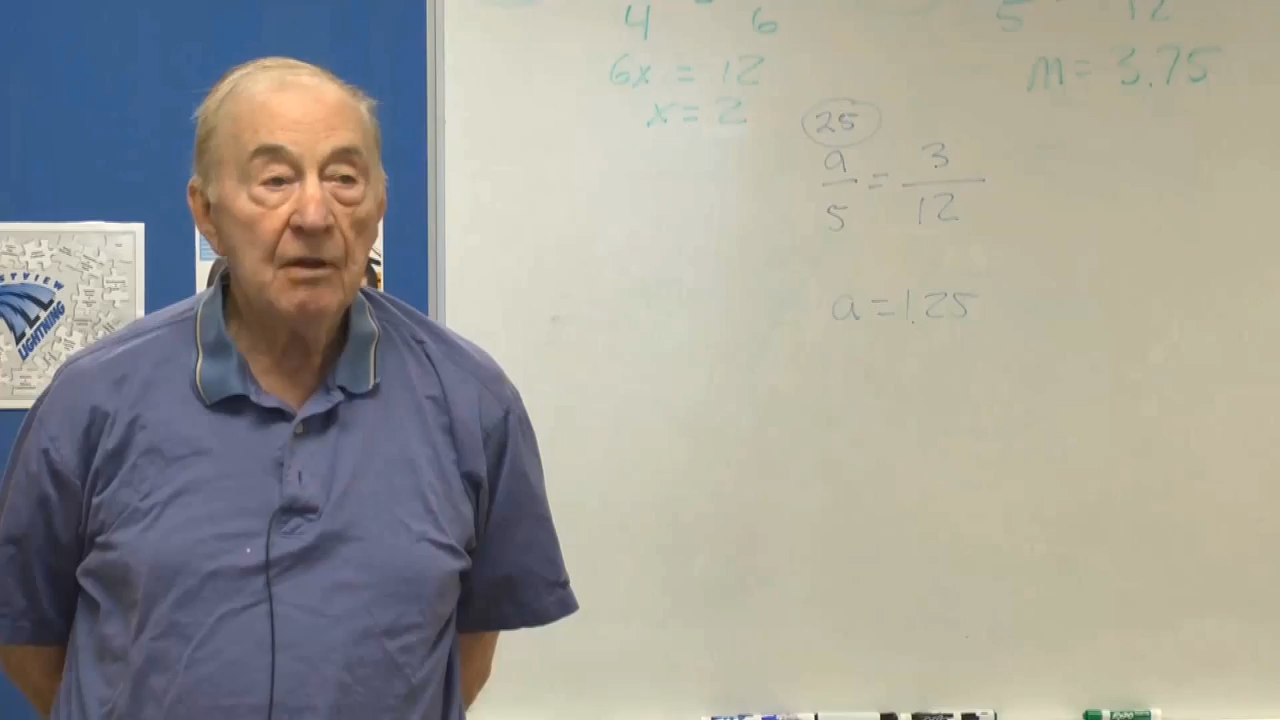 4 6
6x = 12
x = 2
5 12
m = 3.75
25
a/5 = 3/12
a = 1.25
LIGHTNING